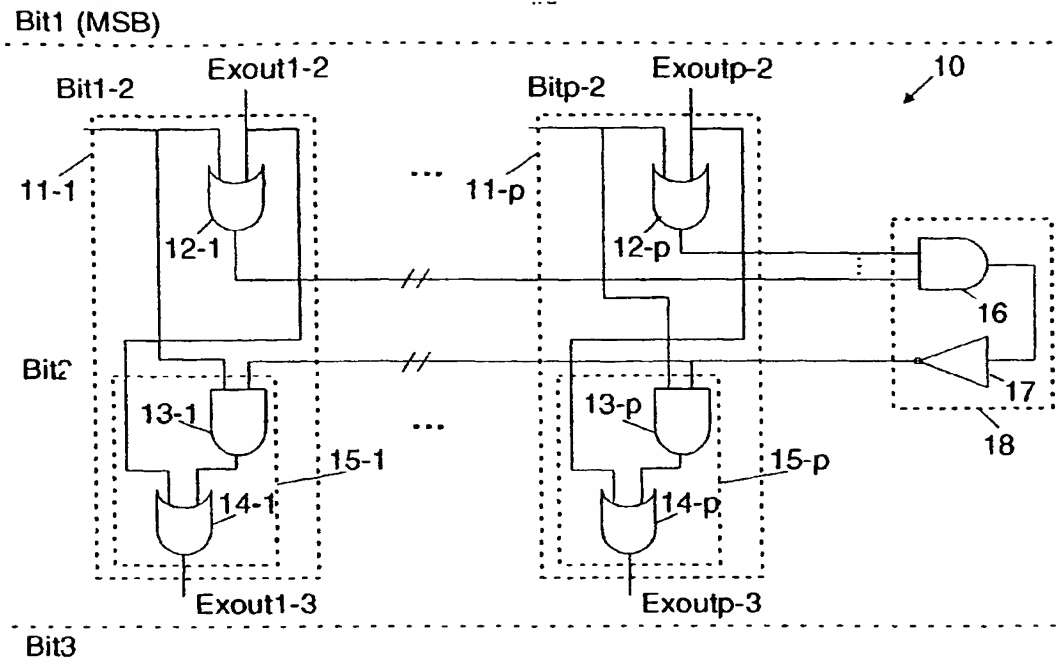 Bit1 (MSB)
Exout1-2
Exoutp-2
10
Bit1-2
Bitp-2
11-1
...
11-p
12-1
12-p
16
Bit2
17
13-1
...
13-p
18
15-1
15-p
14-1
14-p
Exout1-3
Exoutp-3
Bit3